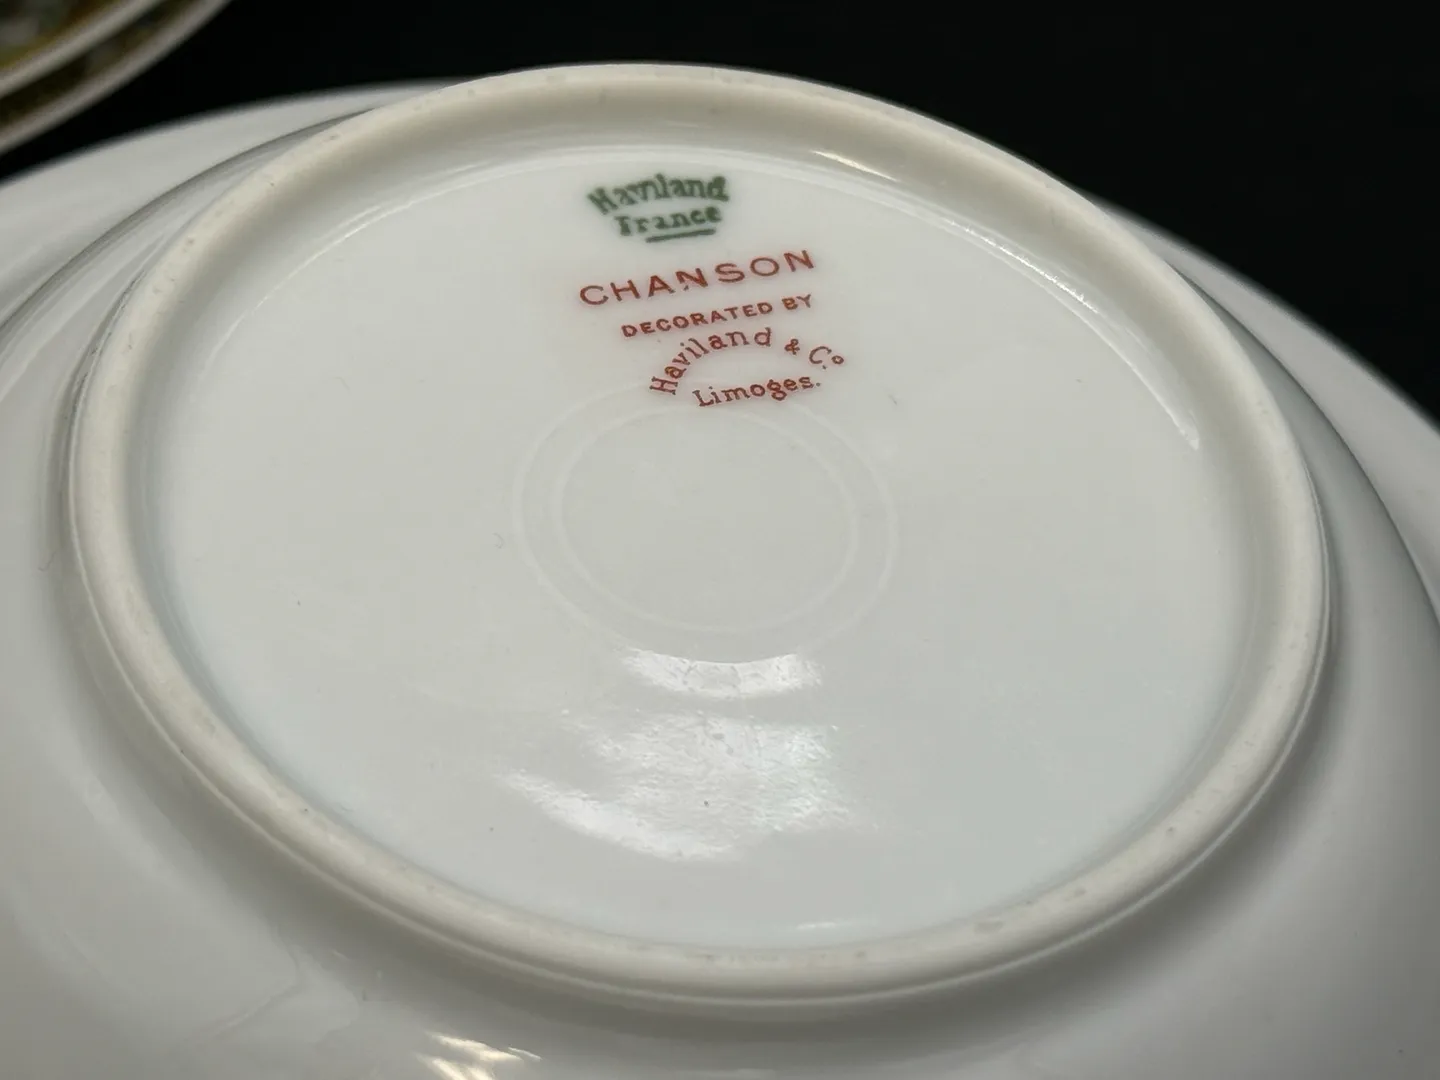 Haviland
France
CHANSON
DECORATED BY
Haviland & Co.
Limoges.